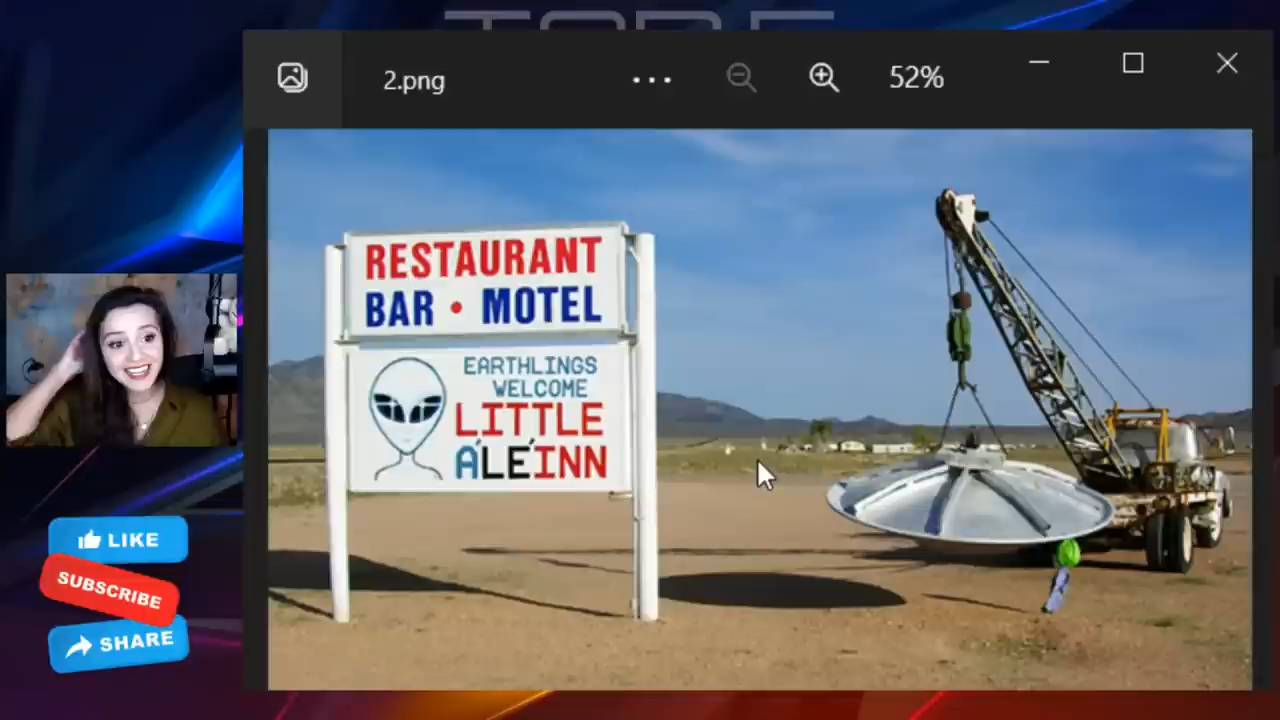 2.png
52%
RESTAURANT
BAR • MOTEL
EARTHLINGS
WELCOME
LITTLE
A'LE'INN
LIKE
SUBSCRIBE
SHARE